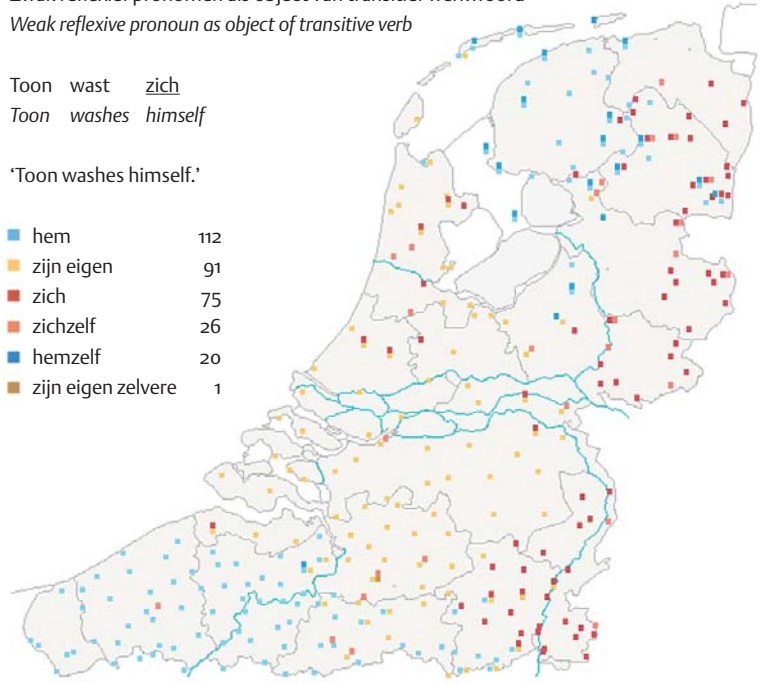 Weak reflexive pronoun as object of transitive verb
Toon wast zich
Toon washes himself
‘Toon washes himself.’
hem 112
zijn eigen 91
zich 75
zichzelf 26
hemzelf 20
zijn eigen zelvere 1